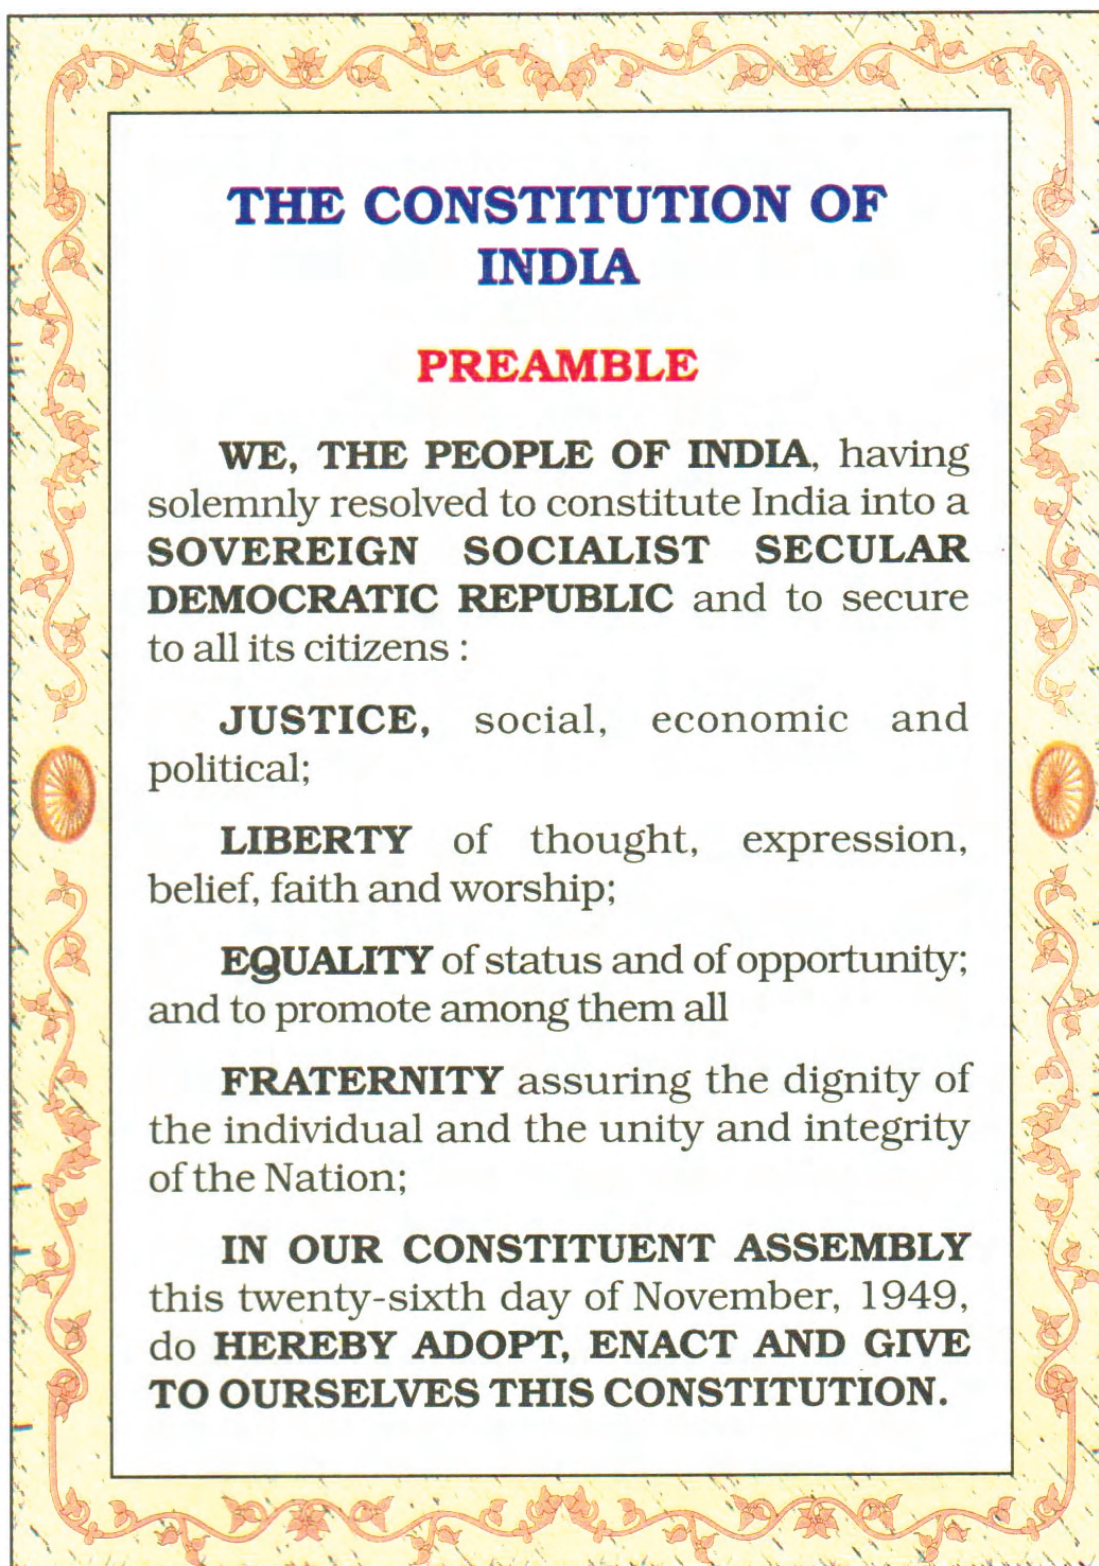 THE CONSTITUTION OF
INDIA
PREAMBLE
WE, THE PEOPLE OF INDIA, having
solemnly resolved to constitute India into a
SOVEREIGN SOCIALIST SECULAR
DEMOCRATIC REPUBLIC and to secure
to all its citizens :
JUSTICE, social, economic and
political;
LIBERTY of thought, expression,
belief, faith and worship;
EQUALITY of status and of opportunity;
and to promote among them all
FRATERNITY assuring the dignity of
the individual and the unity and integrity
of the Nation;
IN OUR CONSTITUENT ASSEMBLY
this twenty-sixth day of November, 1949,
do HEREBY ADOPT, ENACT AND GIVE
TO OURSELVES THIS CONSTITUTION.